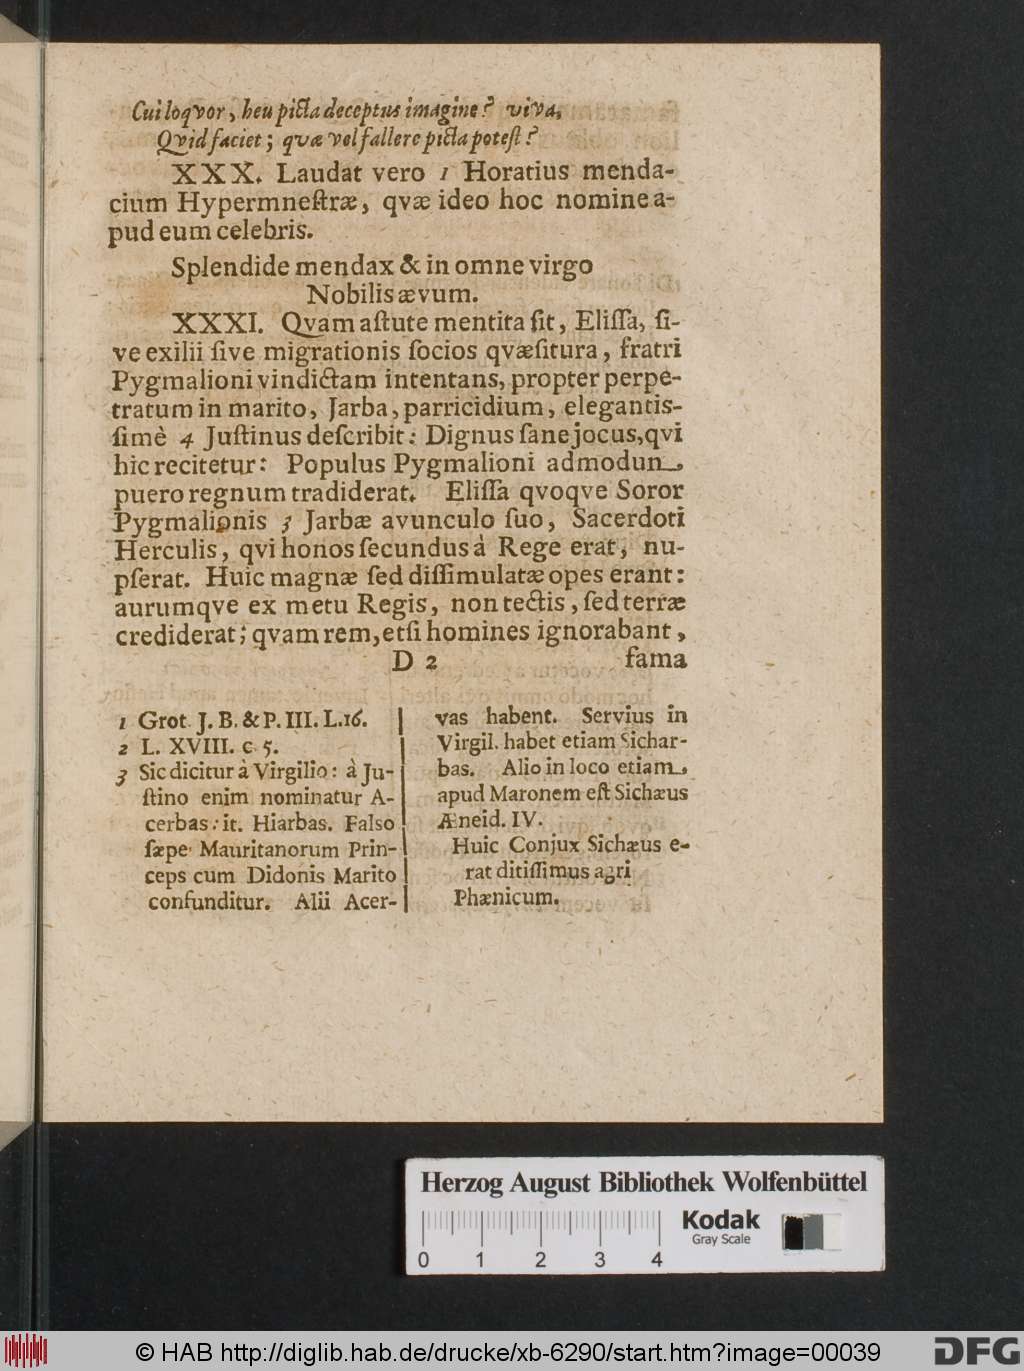 Cui loqvor, heu picta deceptus imagine? viva,
Qvid faciet; qvæ vel fallere picta potest?
XXX. Laudat vero 1 Horatius menda-
cium Hypermneſtræ, qvæ ideo hoc nomine a-
pud eum celebris.
Splendide mendax & in omne virgo
Nobilis ævum.
XXXI. Qvam aſtute mentita ſit, Eliſſa, ſi-
ve exilii ſive migrationis ſocios qvæſitura, fratri
Pygmalioni vindictam intentans, propter perpe-
tratum in marito, Jarba, parricidium, elegantis-
ſimè 4 Juſtinus deſcribit: Dignus ſane jocus, qvi
hic recitetur: Populus Pygmalioni admodum
puero regnum tradiderat. Eliſſa qvoqve Soror
Pygmalionis 3 Jarbæ avunculo ſuo, Sacerdoti
Herculis, qvi honos ſecundus à Rege erat, nu-
pſerat. Huic magnæ ſed diſſimulatæ opes erant:
aurumqve ex metu Regis, non tectis, ſed terræ
crediderat; qvam rem, etſi homines ignorabant,
D 2 fama
1 Grot. J. B. & P. III. L. 16.
2 L. XVIII. c. 5.
3 Sic dicitur à Virgilio: à Ju-
ſtino enim nominatur A-
cerbas: it. Hiarbas. Falso
ſæpe Mauritanorum Prin-
ceps cum Didonis Marito
confunditur. Alii Acer-
vas habent. Servius in
Virgil. habet etiam Sichar-
bas. Alio in loco etiam
apud Maronem eſt Sichæus
Æneid. IV.
Huic Conjux Sichæus e-
rat ditiſſimus agri
Phænicum.
Herzog August Bibliothek Wolfenbüttel
Kodak
Gray Scale
0 1 2 3 4
© HAB http://diglib.hab.de/drucke/xb-6290/start.htm?image=00039
DFG